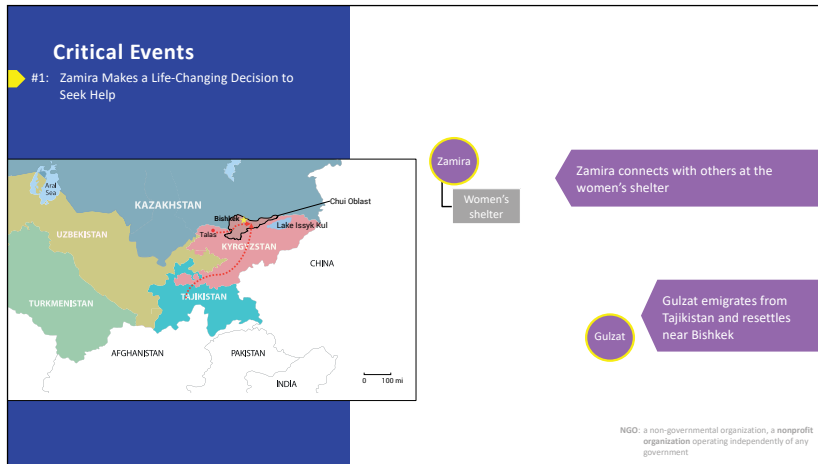 Critical Events
#1: Zamira Makes a Life-Changing Decision to
Seek Help
Aral
Sea
KAZAKHSTAN
Chui Oblast
Bishkek
Talas
Lake Issyk Kul
UZBEKISTAN
KYRGYZSTAN
CHINA
TURKMENISTAN
TAJIKISTAN
AFGHANISTAN
PAKISTAN
INDIA
0 100 mi
Zamira
Women's
shelter
Zamira connects with others at the
women's shelter
Gulzat
Gulzat emigrates from
Tajikistan and resettles
near Bishkek
NGO: a non-governmental organization, a nonprofit
organization operating independently of any
government